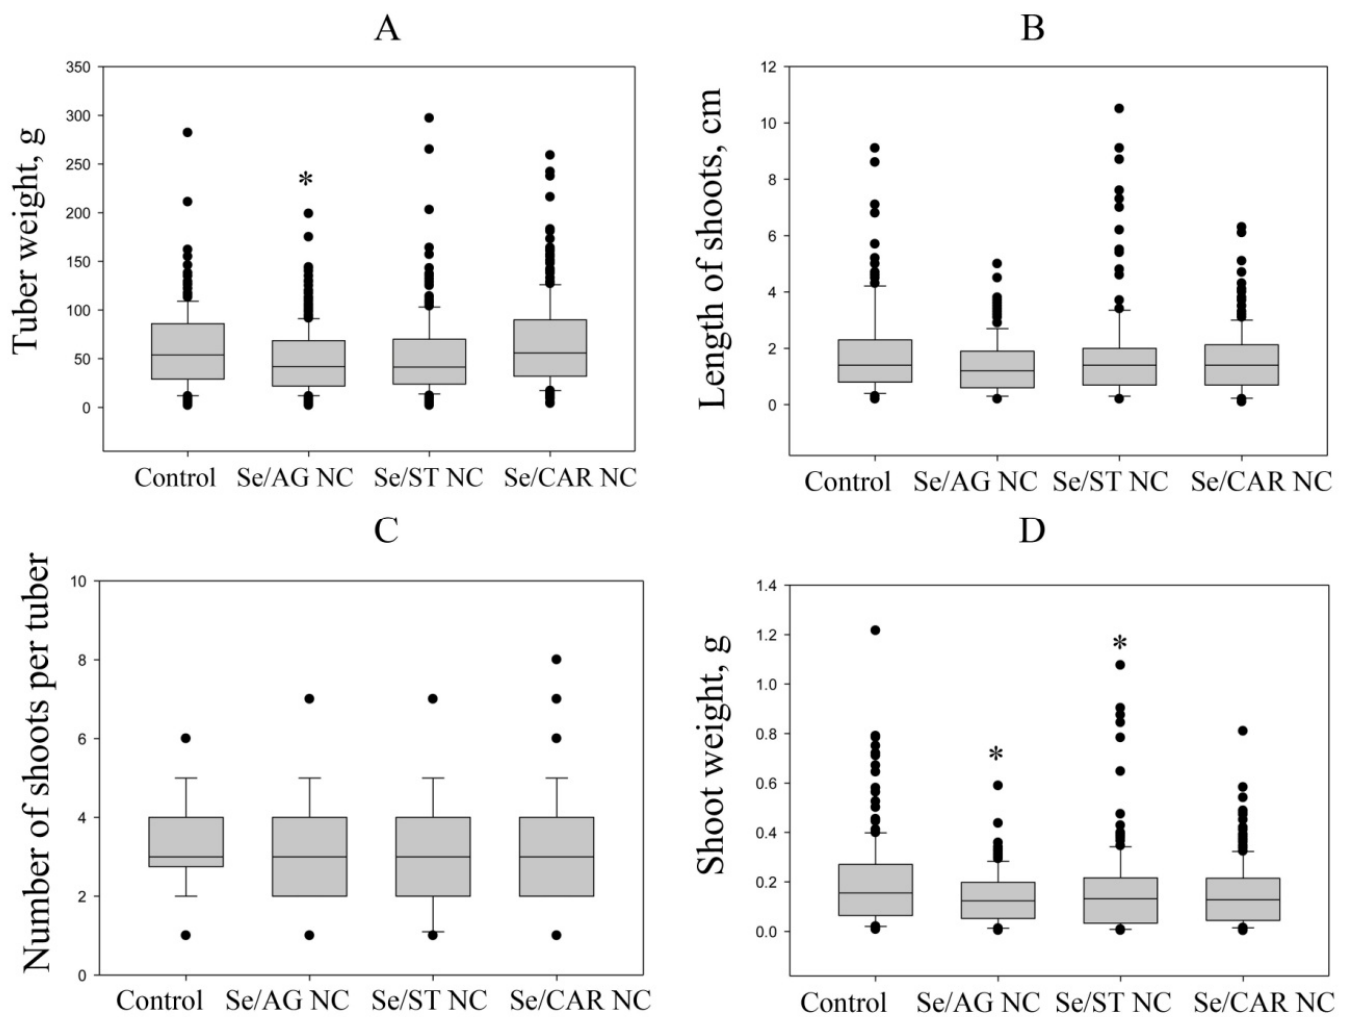 A
Tuber weight, g
350
300
250
200
150
100
50
0
*
Control Se/AG NC Se/ST NC Se/CAR NC
B
Length of shoots, cm
12
10
8
6
4
2
0
Control Se/AG NC Se/ST NC Se/CAR NC
C
Number of shoots per tuber
10
8
6
4
2
0
Control Se/AG NC Se/ST NC Se/CAR NC
D
Shoot weight, g
1.4
1.2
1.0
0.8
0.6
0.4
0.2
0.0
*
*
Control Se/AG NC Se/ST NC Se/CAR NC